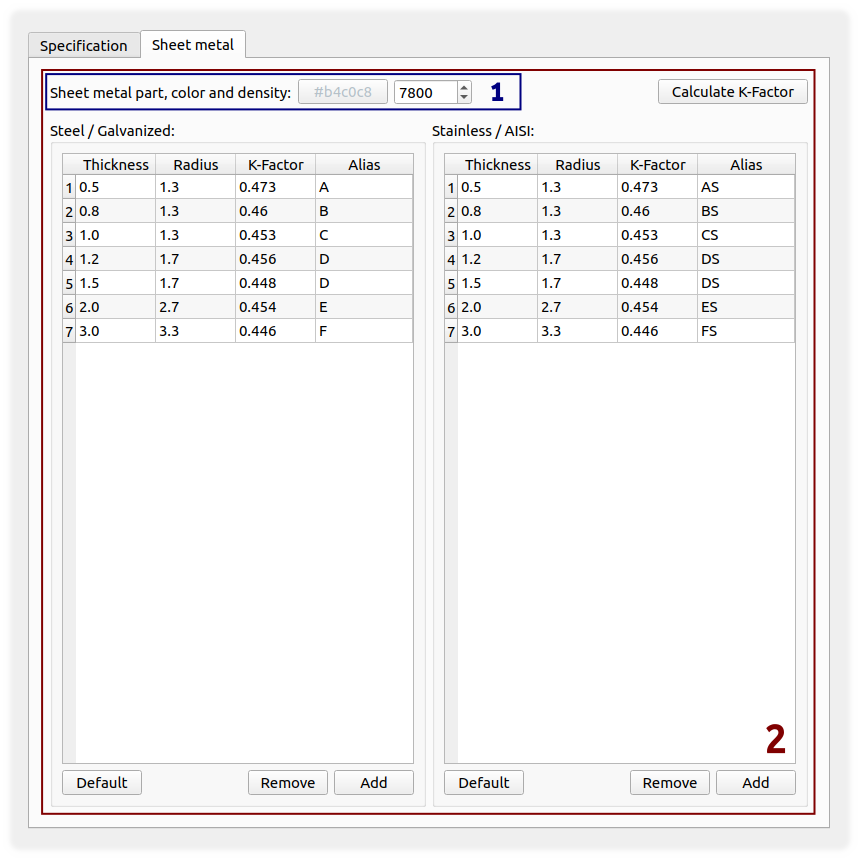 Specification Sheet metal
Sheet metal part, color and density: #b4c0c8 7800 1 Calculate K-Factor
Steel / Galvanized:
Thickness Radius K-Factor Alias
1 0.5 1.3 0.473 A
2 0.8 1.3 0.46 B
3 1.0 1.3 0.453 C
4 1.2 1.7 0.456 D
5 1.5 1.7 0.448 D
6 2.0 2.7 0.454 E
7 3.0 3.3 0.446 F
Default Remove Add
Stainless / AISI:
Thickness Radius K-Factor Alias
1 0.5 1.3 0.473 AS
2 0.8 1.3 0.46 BS
3 1.0 1.3 0.453 CS
4 1.2 1.7 0.456 DS
5 1.5 1.7 0.448 DS
6 2.0 2.7 0.454 ES
7 3.0 3.3 0.446 FS
2
Default Remove Add